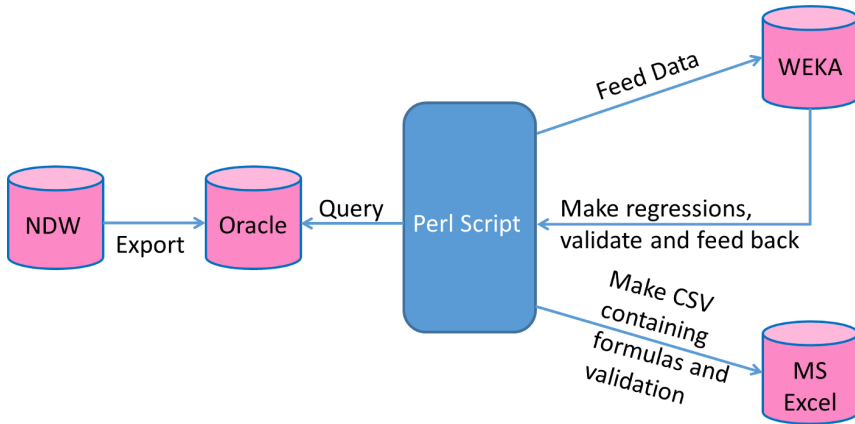 NDW
Export
Oracle
Query
Perl Script
Feed Data
WEKA
Make regressions,
validate and feed back
Make CSV
containing
formulas and
validation
MS
Excel